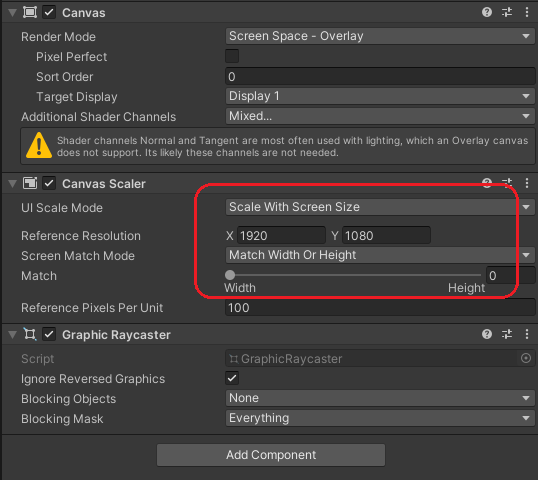 Canvas
Render Mode Screen Space - Overlay
Pixel Perfect
Sort Order 0
Target Display Display 1
Additional Shader Channels Mixed...
Shader channels Normal and Tangent are most often used with lighting, which an Overlay canvas
does not support. Its likely these channels are not needed.
Canvas Scaler
UI Scale Mode Scale With Screen Size
Reference Resolution X 1920 Y 1080
Screen Match Mode Match Width Or Height
Match 0
Width Height
Reference Pixels Per Unit 100
Graphic Raycaster
Script GraphicRaycaster
Ignore Reversed Graphics
Blocking Objects None
Blocking Mask Everything
Add Component